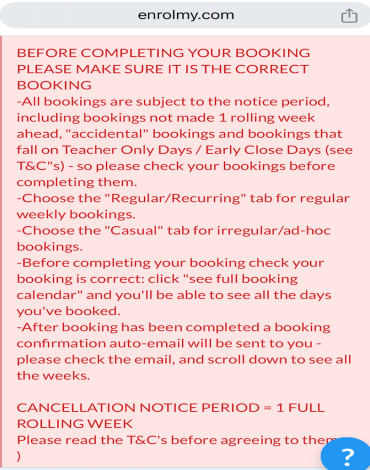 enrolmy.com
BEFORE COMPLETING YOUR BOOKING
PLEASE MAKE SURE IT IS THE CORRECT
BOOKING
-All bookings are subject to the notice period,
including bookings not made 1 rolling week
ahead, "accidental" bookings and bookings that
fall on Teacher Only Days / Early Close Days (see
T&C"s) - so please check your bookings before
completing them.
-Choose the "Regular/Recurring" tab for regular
weekly bookings.
-Choose the "Casual" tab for irregular/ad-hoc
bookings.
-Before completing your booking check your
booking is correct: click "see full booking
calendar" and you'll be able to see all the days
you've booked.
-After booking has been completed a booking
confirmation auto-email will be sent to you -
please check the email, and scroll down to see all
the weeks.
CANCELLATION NOTICE PERIOD = 1 FULL
ROLLING WEEK
Please read the T&C's before agreeing to them
)
?